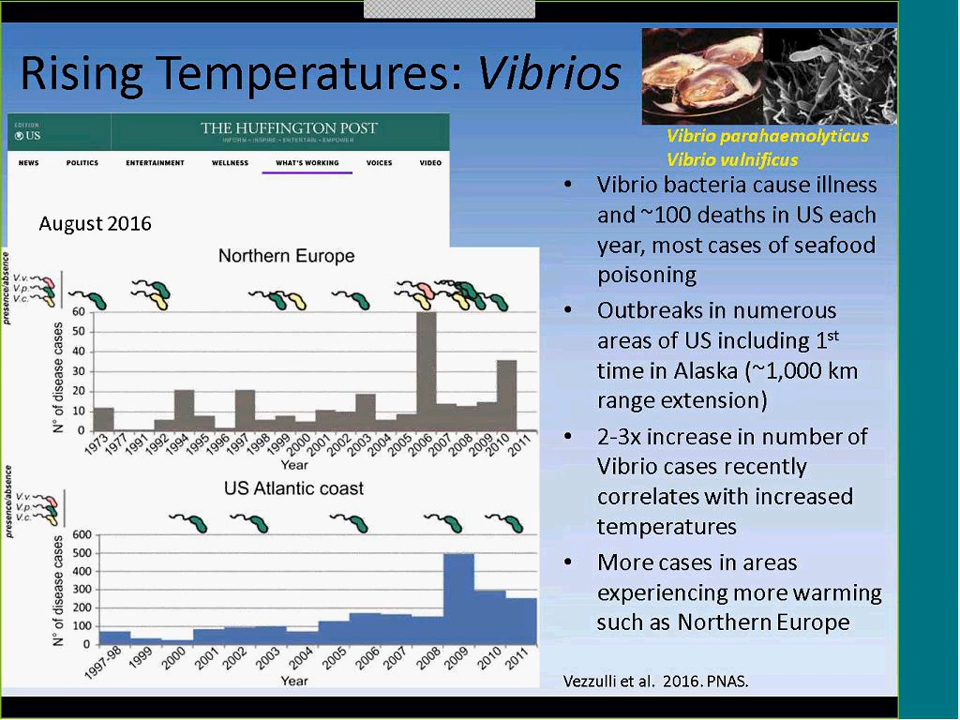 Rising Temperatures: Vibrios
EDITION
US
THE HUFFINGTON POST
INFORM • INSPIRE • ENTERTAIN • EMPOWER
NEWS POLITICS ENTERTAINMENT WELLNESS WHAT'S WORKING VOICES VIDEO
August 2016
Vibrio parahaemolyticus
Vibrio vulnificus
• Vibrio bacteria cause illness
and ~100 deaths in US each
year, most cases of seafood
poisoning
• Outbreaks in numerous
areas of US including 1st
time in Alaska (~1,000 km
range extension)
• 2-3x increase in number of
Vibrio cases recently
correlates with increased
temperatures
• More cases in areas
experiencing more warming
such as Northern Europe
Vezzulli et al. 2016. PNAS.
Northern Europe
presence/absence
V.v.
V.p.
V.c.
N° of disease cases
60
50
40
30
20
10
0
1973 1977 1991 1992 1994 1995 1996 1997 1998 1999 2000 2001 2002 2003 2004 2005 2006 2007 2008 2009 2010 2011
Year
US Atlantic coast
presence/absence
V.v.
V.p.
V.c.
N° of disease cases
600
500
400
300
200
100
0
1997-98 1999 2000 2001 2002 2003 2004 2005 2006 2007 2008 2009 2010 2011
Year